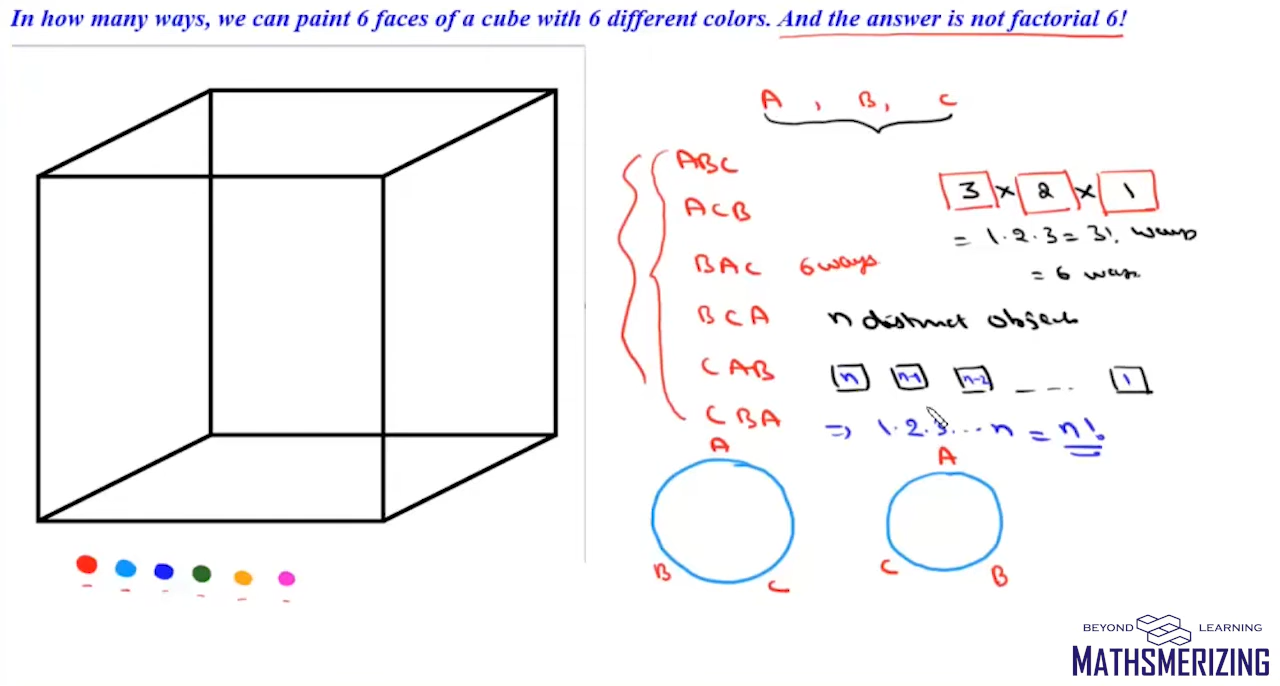 In how many ways, we can paint 6 faces of a cube with 6 different colors. And the answer is not factorial 6!
A , B, C
ABC
ACB
BAC 6 ways
BCA
CAB
CBA
3 × 2 × 1
= 1.2.3 = 3! ways
= 6 ways
n distinct objects
n n-1 n-2 --- 1
⇒ 1.2.3...n = n!
A
B C
A
C B
BEYOND LEARNING
MATHSMERIZING